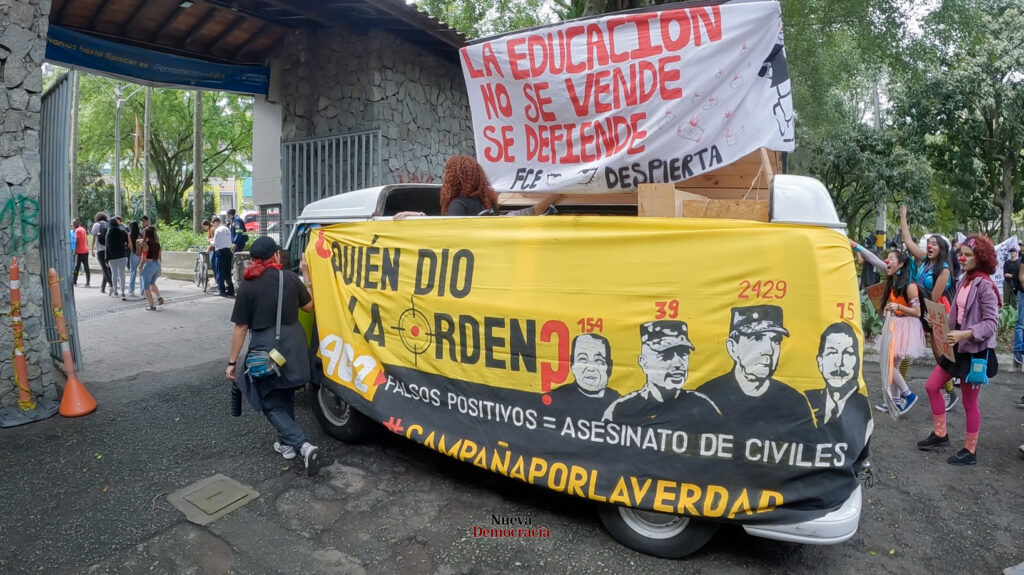 LA EDUCACION
NO SE VENDE
SE DEFIENDE
FCE DESPIERTA
¿QUIÉN DIO
LA ORDEN?
154
39
2429
75
FALSOS POSITIVOS = ASESINATO DE CIVILES
#CAMPAÑAPORLAVERDAD
Nueva
Democracia